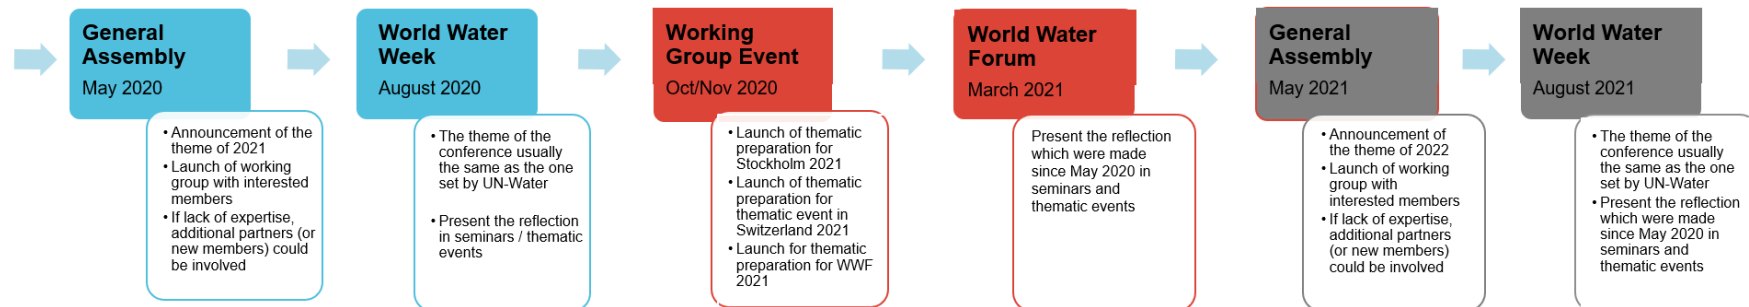 General
Assembly
May 2020
• Announcement of the
theme of 2021
• Launch of working
group with interested
members
• If lack of expertise,
additional partners (or
new members) could
be involved
World Water
Week
August 2020
• The theme of the
conference usually
the same as the one
set by UN-Water
• Present the reflection
in seminars / thematic
events
Working
Group Event
Oct/Nov 2020
• Launch of thematic
preparation for
Stockholm 2021
• Launch of thematic
preparation for
thematic event in
Switzerland 2021
• Launch for thematic
preparation for WWF
2021
World Water
Forum
March 2021
Present the reflection
which were made
since May 2020 in
seminars and
thematic events
General
Assembly
May 2021
• Announcement of
the theme of 2022
• Launch of working
group with
interested members
• If lack of expertise,
additional partners
(or new members)
could be involved
World Water
Week
August 2021
• The theme of the
conference usually
the same as the one
set by UN-Water
• Present the reflection
which were made
since May 2020 in
seminars and
thematic events